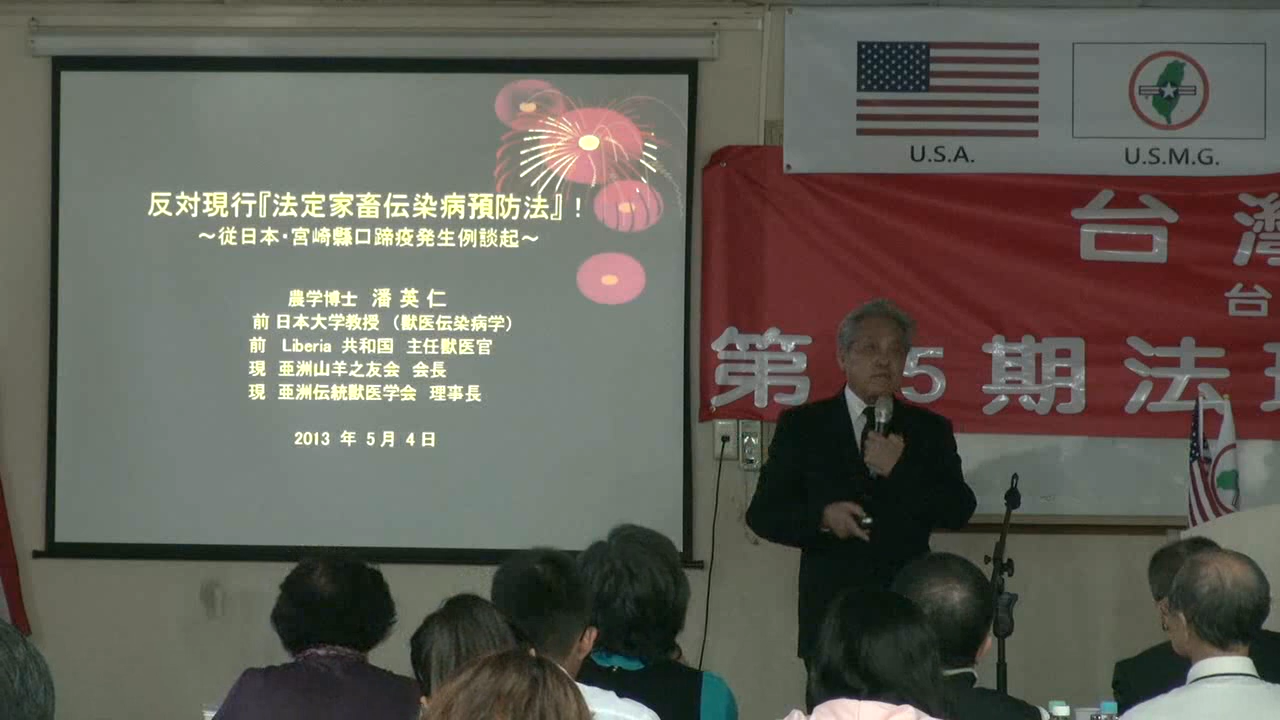 反対現行『法定家畜伝染病預防法』!
～従日本・宮崎縣口蹄疫発生例談起～
農学博士 潘 英 仁
前 日本大学教授 (獣医伝染病学)
前 Liberia 共和国 主任獣医官
現 亜洲山羊之友会 会長
現 亜洲伝統獣医学会 理事長
2013 年 5月 4日
U.S.A.
U.S.M.G.
台灣
台
第 5期法